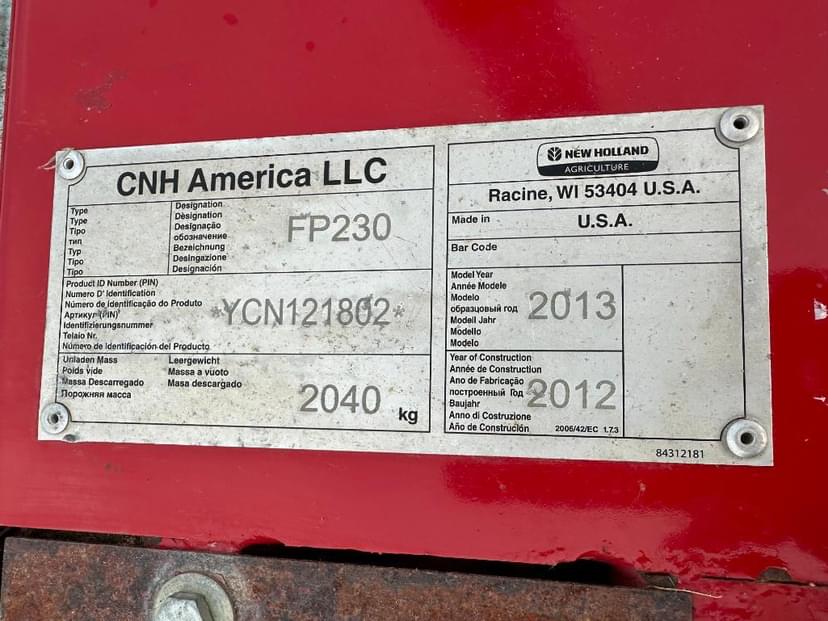 CNH America LLC
Type
Type
Tipo
тип
Typ
Tipo
Tipo
Designation
Dèsignation
Designação
обозначение
Bezeichnung
Desingazione
Designación
FP230
Product ID Number (PIN)
Numero D' Identification
Número de identificação do Produto
Артикул (PIN)
Identifizierungsnummer
Telaio Nr.
Número de Identificación del Producto
*YCN121802*
Unladen Mass
Poids vide
Massa Descarregado
Порожняя масса
Leergewicht
Massa a vuoto
Masa descargado
2040 kg
NEW HOLLAND
AGRICULTURE
Racine, WI 53404 U.S.A.
Made in U.S.A.
Bar Code
Model Year
Année Modele
Modelo
образцовый год
Modell Jahr
Modello
Modelo
2013
Year of Construction
Année de Construction
Ano de Fabricação
построенный Год
Baujahr
Anno di Costruzione
Año de Construción
2012
2006/42/EC 1.7.3
84312181